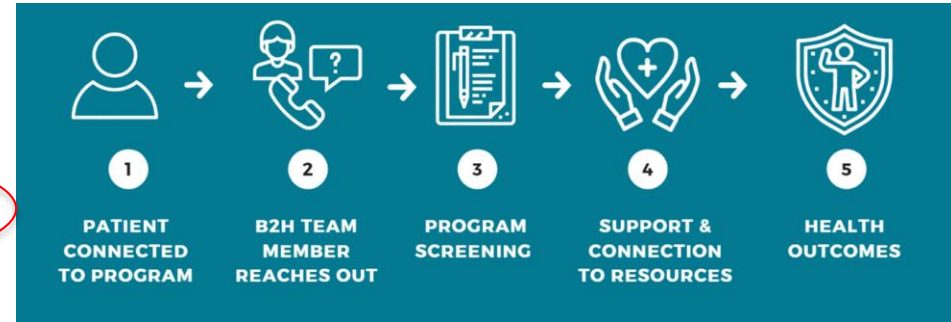 ?
1
PATIENT
CONNECTED
TO PROGRAM
2
B2H TEAM
MEMBER
REACHES OUT
3
PROGRAM
SCREENING
4
SUPPORT &
CONNECTION
TO RESOURCES
5
HEALTH
OUTCOMES